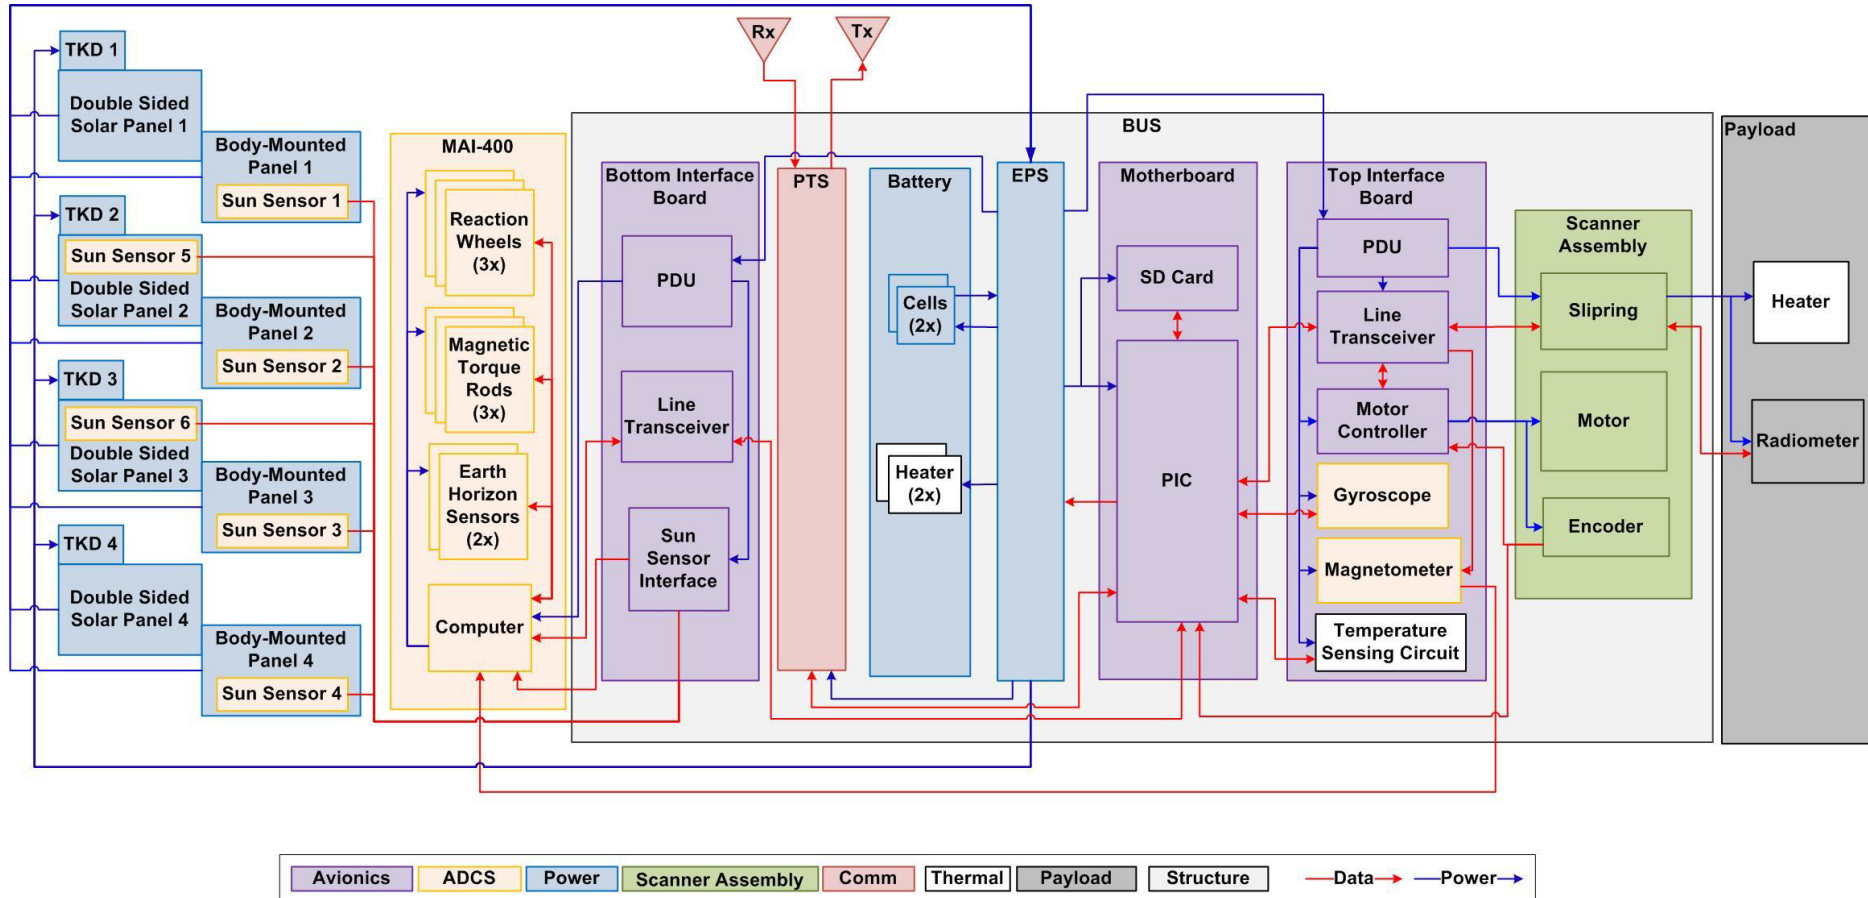 TKD 1
Double Sided
Solar Panel 1
Body-Mounted
Panel 1
Sun Sensor 1
TKD 2
Sun Sensor 5
Double Sided
Solar Panel 2
Body-Mounted
Panel 2
Sun Sensor 2
TKD 3
Sun Sensor 6
Double Sided
Solar Panel 3
Body-Mounted
Panel 3
Sun Sensor 3
TKD 4
Double Sided
Solar Panel 4
Body-Mounted
Panel 4
Sun Sensor 4
MAI-400
Reaction
Wheels
(3x)
Magnetic
Torque
Rods
(3x)
Earth
Horizon
Sensors
(2x)
Computer
Rx
Tx
BUS
Bottom Interface
Board
PDU
Line
Transceiver
Sun
Sensor
Interface
PTS
Battery
Cells
(2x)
Heater
(2x)
EPS
Motherboard
SD Card
PIC
Top Interface
Board
PDU
Line
Transceiver
Motor
Controller
Gyroscope
Magnetometer
Temperature
Sensing Circuit
Scanner
Assembly
Slipring
Motor
Encoder
Payload
Heater
Radiometer
Avionics
ADCS
Power
Scanner Assembly
Comm
Thermal
Payload
Structure
Data
Power